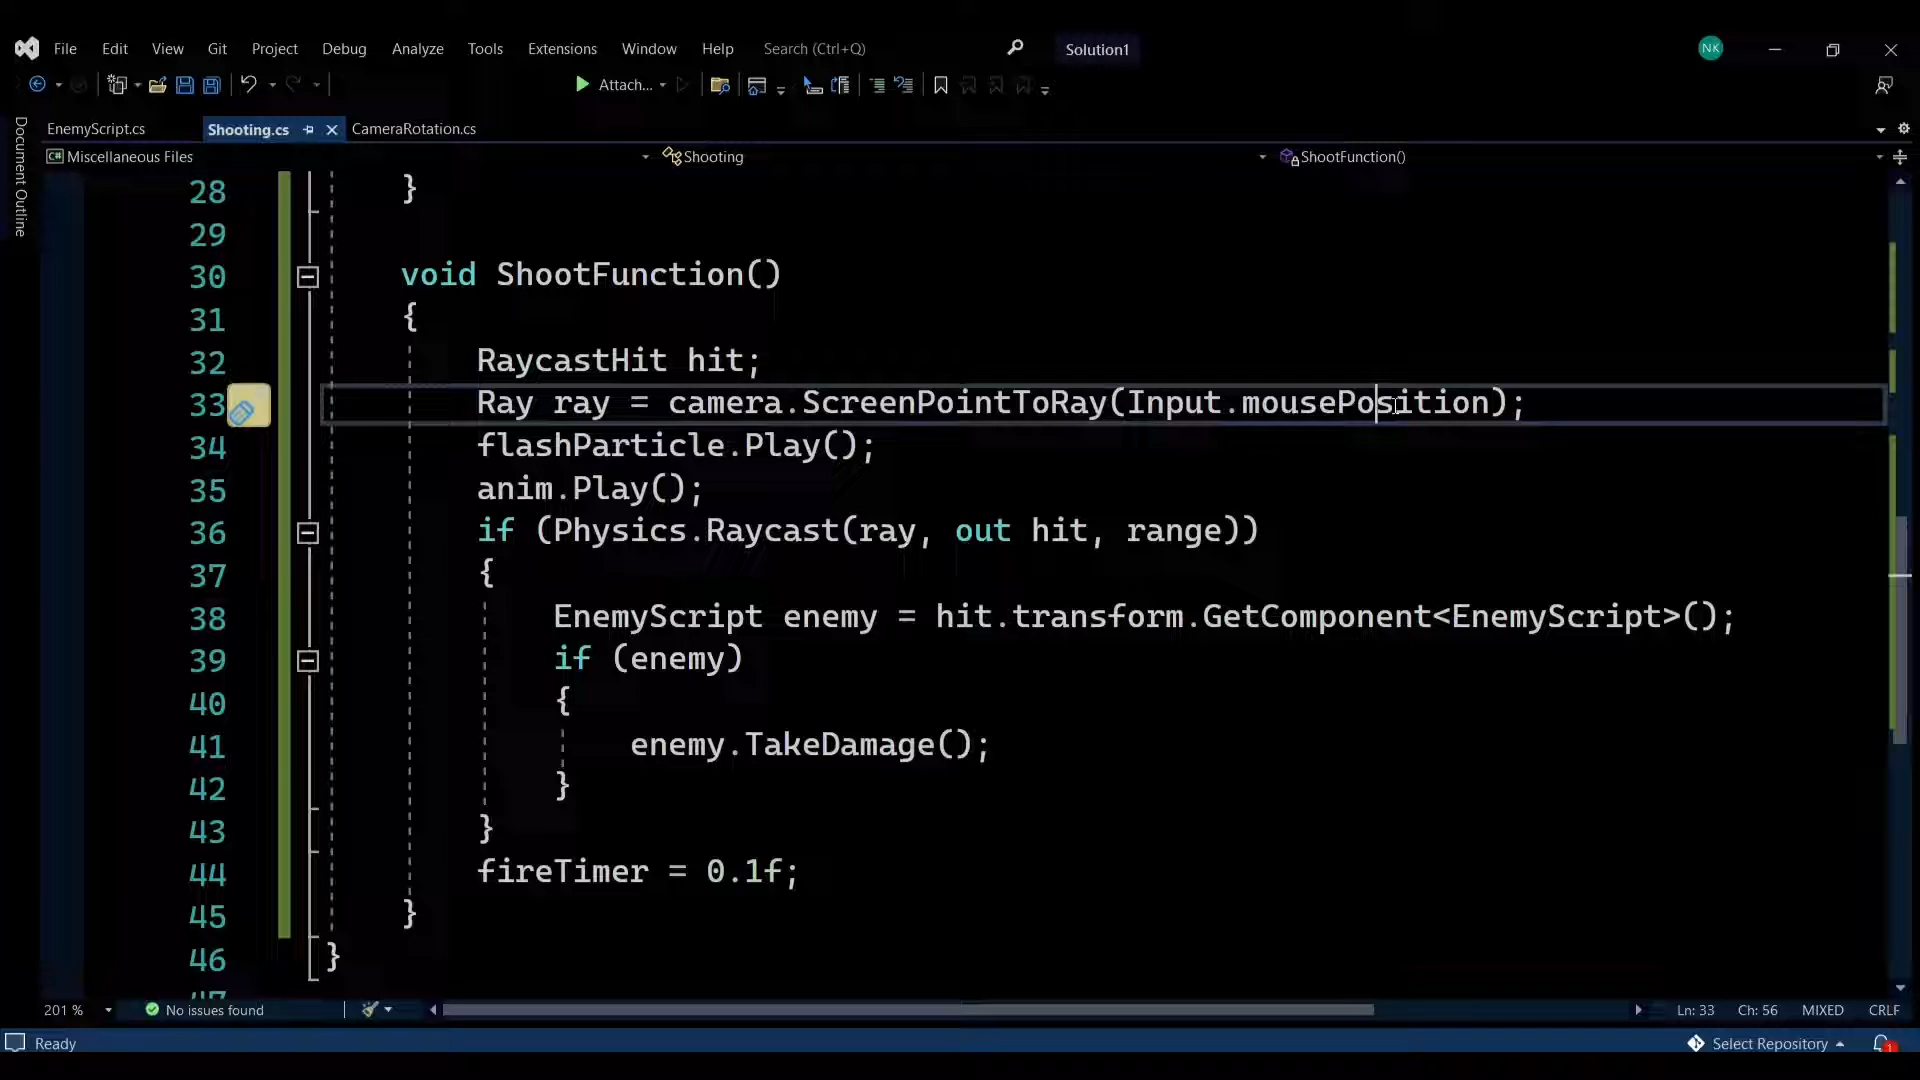 File Edit View Git Project Debug Analyze Tools Extensions Window Help Search (Ctrl+Q) Solution1 NK
Attach...
EnemyScript.cs Shooting.cs CameraRotation.cs
Document Outline
C# Miscellaneous Files Shooting ShootFunction()
28 }
29
30 void ShootFunction()
31 {
32 RaycastHit hit;
33 Ray ray = camera.ScreenPointToRay(Input.mousePosition);
34 flashParticle.Play();
35 anim.Play();
36 if (Physics.Raycast(ray, out hit, range))
37 {
38 EnemyScript enemy = hit.transform.GetComponent<EnemyScript>();
39 if (enemy)
40 {
41 enemy.TakeDamage();
42 }
43 }
44 fireTimer = 0.1f;
45 }
46 }
47
201 % No issues found Ln: 33 Ch: 56 MIXED CRLF
Ready Select Repository 1